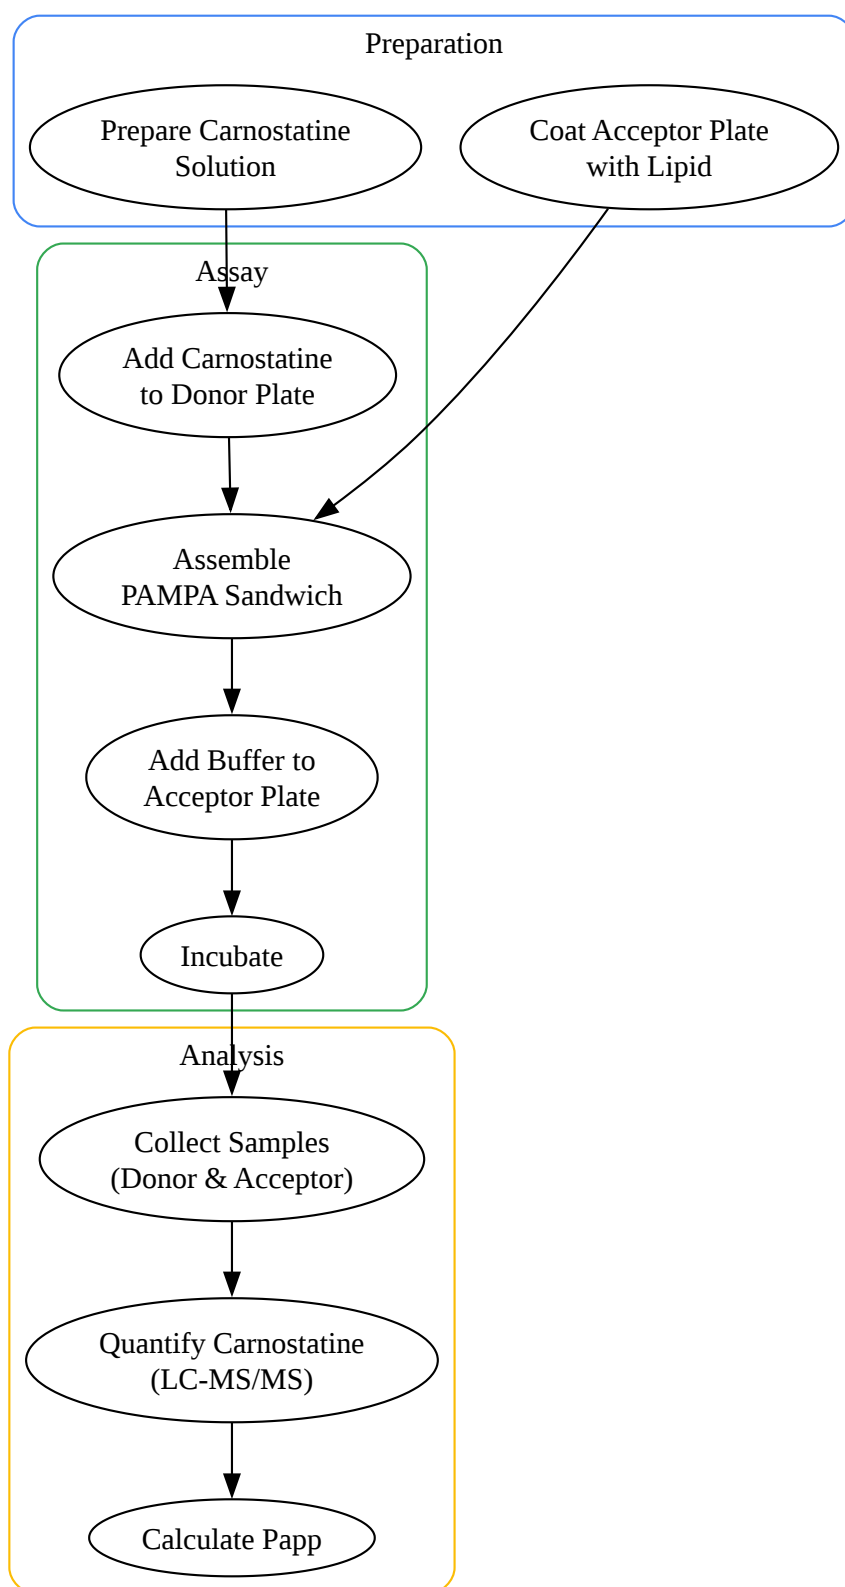 Preparation
Prepare Carnostatine
Solution
Coat Acceptor Plate
with Lipid
Assay
Add Carnostatine
to Donor Plate
Assemble
PAMPA Sandwich
Add Buffer to
Acceptor Plate
Incubate
Analysis
Collect Samples
(Donor & Acceptor)
Quantify Carnostatine
(LC-MS/MS)
Calculate Papp